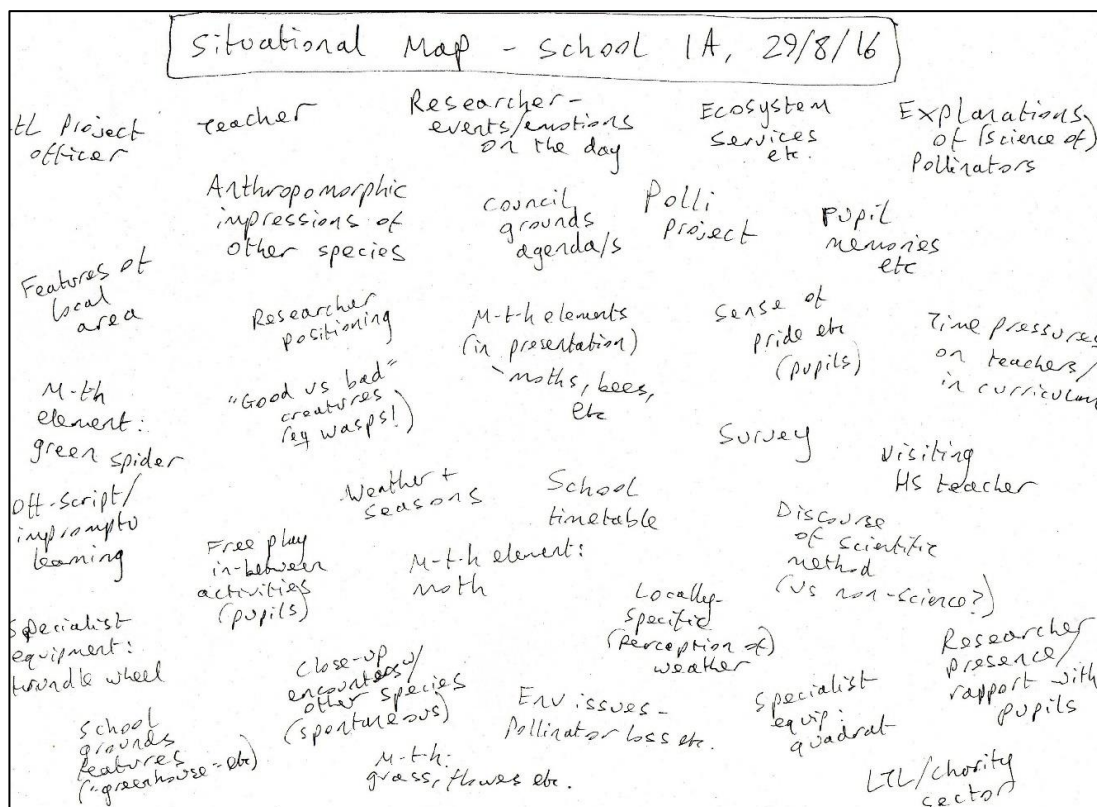 Situational Map - School 1A, 29/8/16
tL Project
officer
Teacher
Researcher -
events/emotions
on the day
Ecosystem
services
etc.
Explanations
of (science of)
Pollinators
Anthropomorphic
impressions of
other species
Council
grounds
agenda/s
Polli
Project
Pupil
memories
etc
Features of
local
area
Researcher
positioning
M-t-h elements
(in presentation)
moths, bees,
etc
Sense of
pride etc
(pupils)
Time pressures
on teachers/
in curriculum
M-th
element:
green spider
"Good vs bad"
creatures
(eg wasps!)
Survey
Visiting
HS teacher
Off-script/
impromptu
learning
Weather +
seasons
School
timetable
Discourse
of scientific
method
(vs non-science?)
Free play
in-between
activities
(pupils)
M-t-h element:
moth
Locally-
specific
(perception of)
weather
Researcher
presence/
rapport with
pupils
Specialist
equipment:
trundle wheel
Close-up
encounters w/
other species
(spontaneous)
Env issues -
Pollinator loss etc.
Specialist
equip:
quadrat
School
grounds
features
("greenhouse" etc)
M-t-h:
grass, flowes etc.
LTL/charity
sector